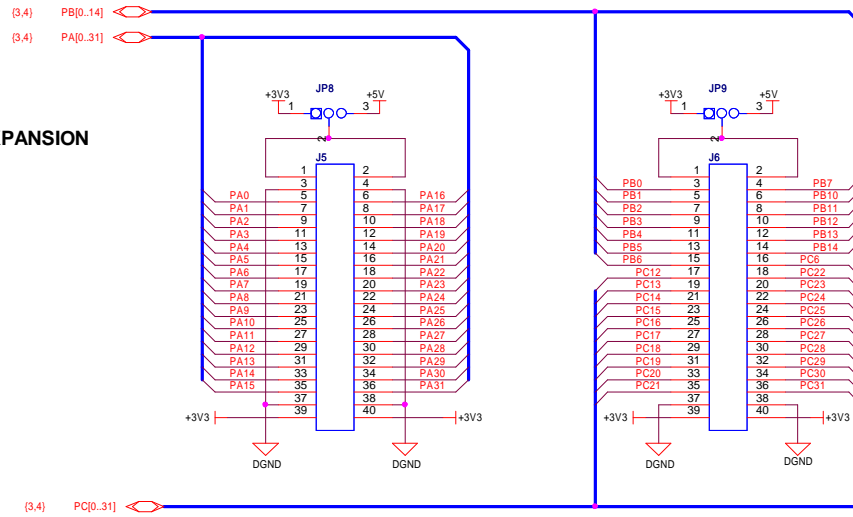 {3,4} PB[0..14]
{3,4} PA[0..31]
PANSION
JP8
+3V3 1 3 +5V
2
J5
1 2
3 4
PA0 5 6 PA16
PA1 7 8 PA17
PA2 9 10 PA18
PA3 11 12 PA19
PA4 13 14 PA20
PA5 15 16 PA21
PA6 17 18 PA22
PA7 19 20 PA23
PA8 21 22 PA24
PA9 23 24 PA25
PA10 25 26 PA26
PA11 27 28 PA27
PA12 29 30 PA28
PA13 31 32 PA29
PA14 33 34 PA30
PA15 35 36 PA31
37 38
+3V3 39 40 +3V3
DGND DGND
JP9
+3V3 1 3 +5V
2
J6
1 2
PB0 3 4 PB7
PB1 5 6 PB10
PB2 7 8 PB11
PB3 9 10 PB12
PB4 11 12 PB13
PB5 13 14 PB14
PB6 15 16 PC6
PC12 17 18 PC22
PC13 19 20 PC23
PC14 21 22 PC24
PC15 23 24 PC25
PC16 25 26 PC26
PC17 27 28 PC27
PC18 29 30 PC28
PC19 31 32 PC29
PC20 33 34 PC30
PC21 35 36 PC31
37 38
+3V3 39 40 +3V3
DGND DGND
{3,4} PC[0..31]